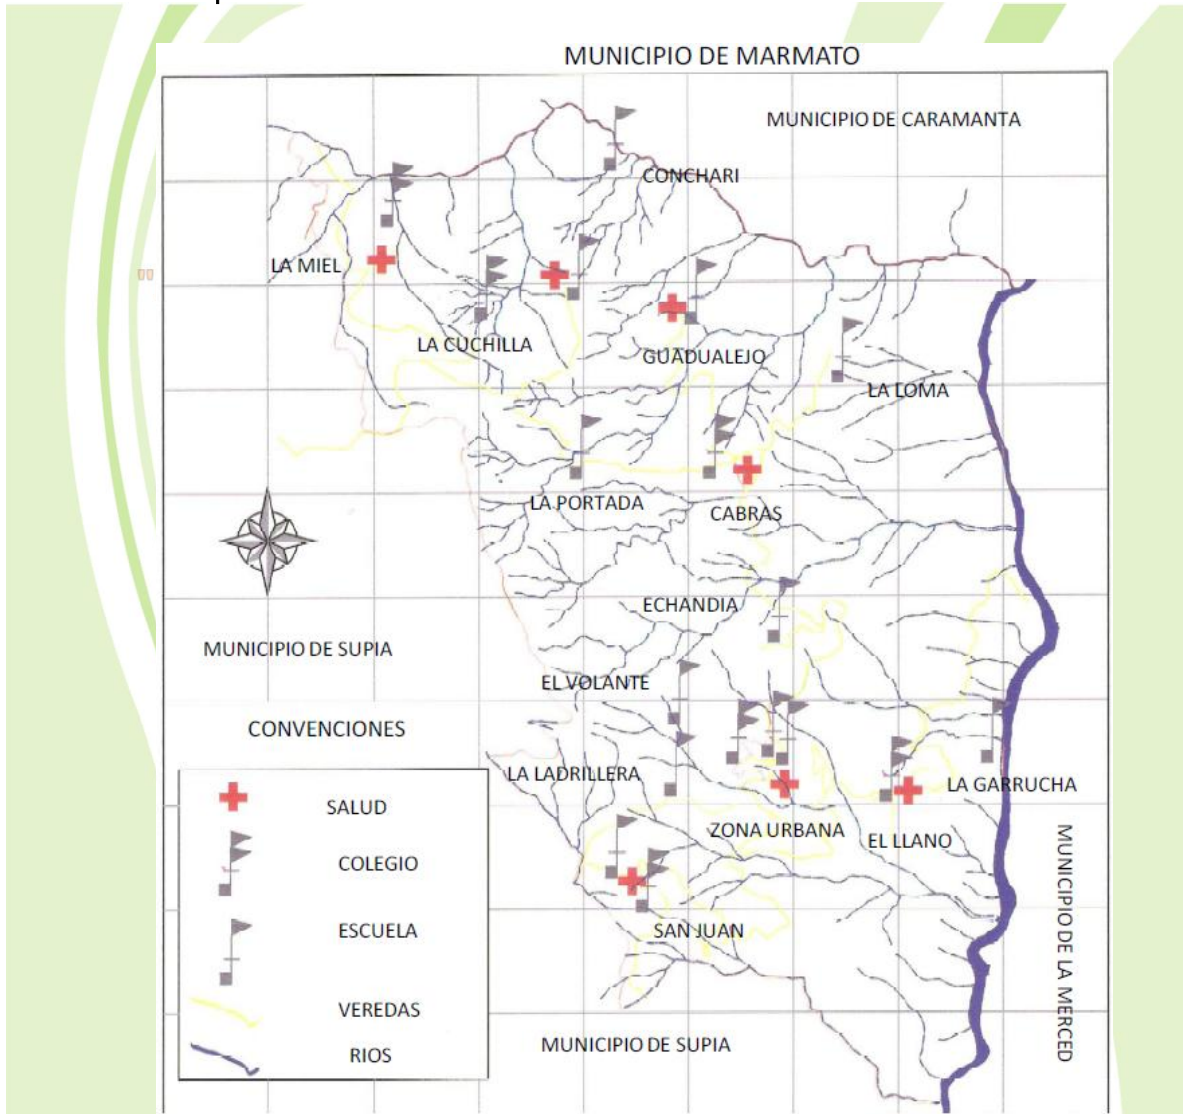 MUNICIPIO DE MARMATO
MUNICIPIO DE CARAMANTA
CONCHARI
LA MIEL
LA CUCHILLA
GUADUALEJO
LA LOMA
LA PORTADA
CABRAS
ECHANDIA
MUNICIPIO DE SUPIA
EL VOLANTE
CONVENCIONES
LA LADRILLERA
LA GARRUCHA
SALUD
ZONA URBANA
EL LLANO
COLEGIO
ESCUELA
SAN JUAN
MUNICIPIO DE LA MERCED
VEREDAS
RIOS
MUNICIPIO DE SUPIA